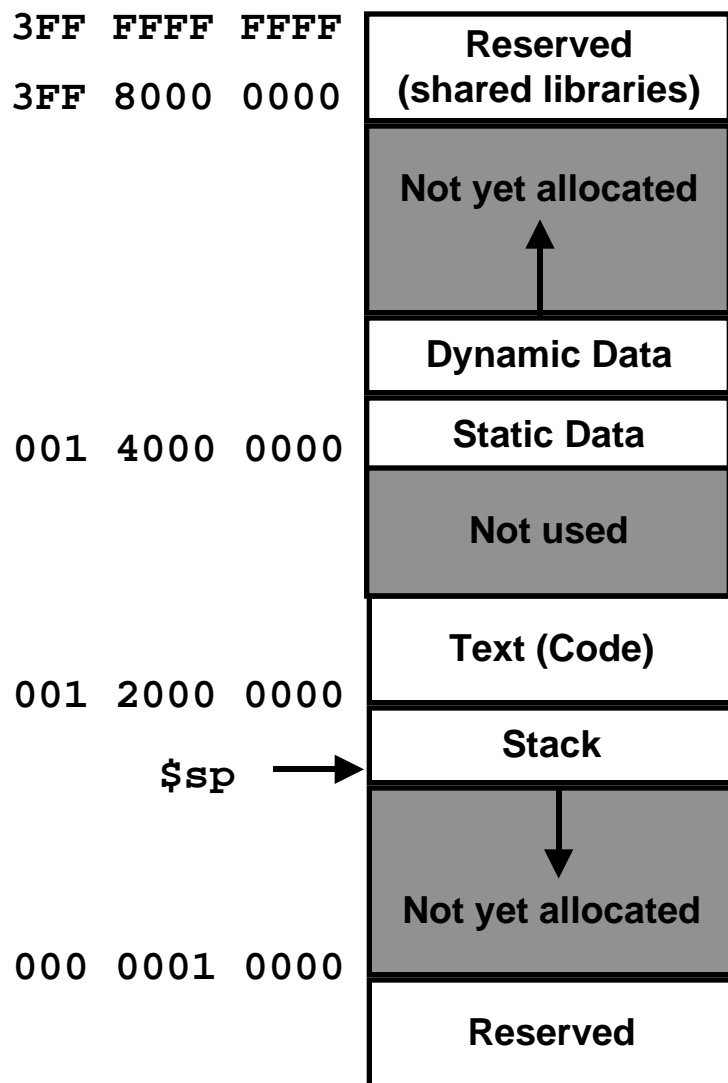 3FF FFFF FFFF
Reserved
(shared libraries)
3FF 8000 0000
Not yet allocated
Dynamic Data
Static Data
001 4000 0000
Not used
Text (Code)
001 2000 0000
Stack
$sp
Not yet allocated
000 0001 0000
Reserved